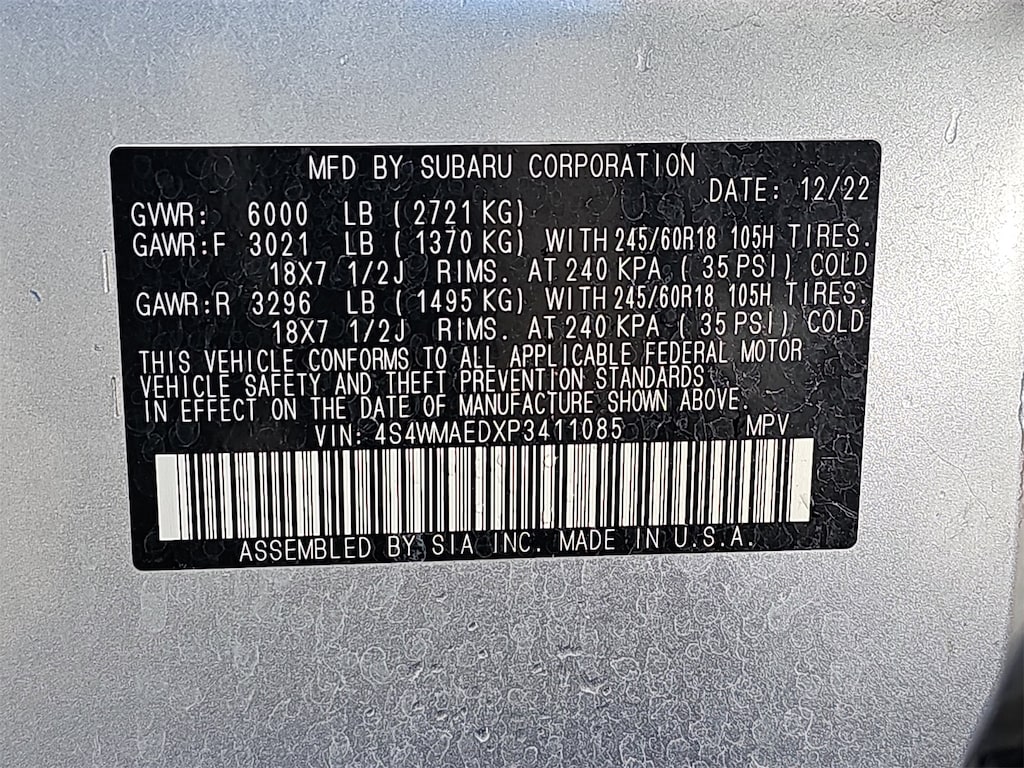 MFD BY SUBARU CORPORATION
DATE: 12/22
GVWR: 6000 LB ( 2721 KG)
GAWR:F 3021 LB ( 1370 KG) WITH 245/60R18 105H TIRES.
18X7 1/2J RIMS. AT 240 KPA ( 35 PSI) COLD
GAWR:R 3296 LB ( 1495 KG) WITH 245/60R18 105H TIRES.
18X7 1/2J RIMS. AT 240 KPA ( 35 PSI) COLD
THIS VEHICLE CONFORMS TO ALL APPLICABLE FEDERAL MOTOR
VEHICLE SAFETY AND THEFT PREVENTION STANDARDS
IN EFFECT ON THE DATE OF MANUFACTURE SHOWN ABOVE.
VIN: 4S4WMAEDXP3411085 MPV
ASSEMBLED BY SIA INC. MADE IN U.S.A.